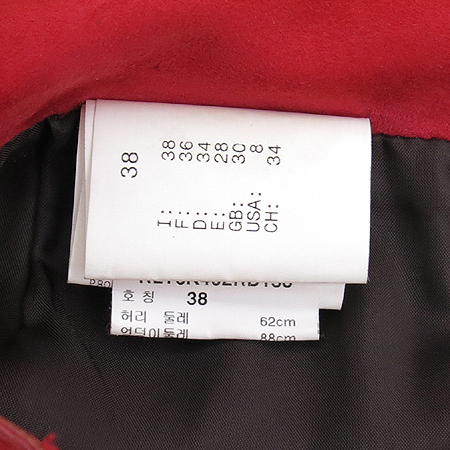 38
I: 38
F: 36
D: 34
E: 28
GB: 30
USA: 8
CH: 34
호 칭 38
허리 둘레 62cm
엉덩이둘레 88cm